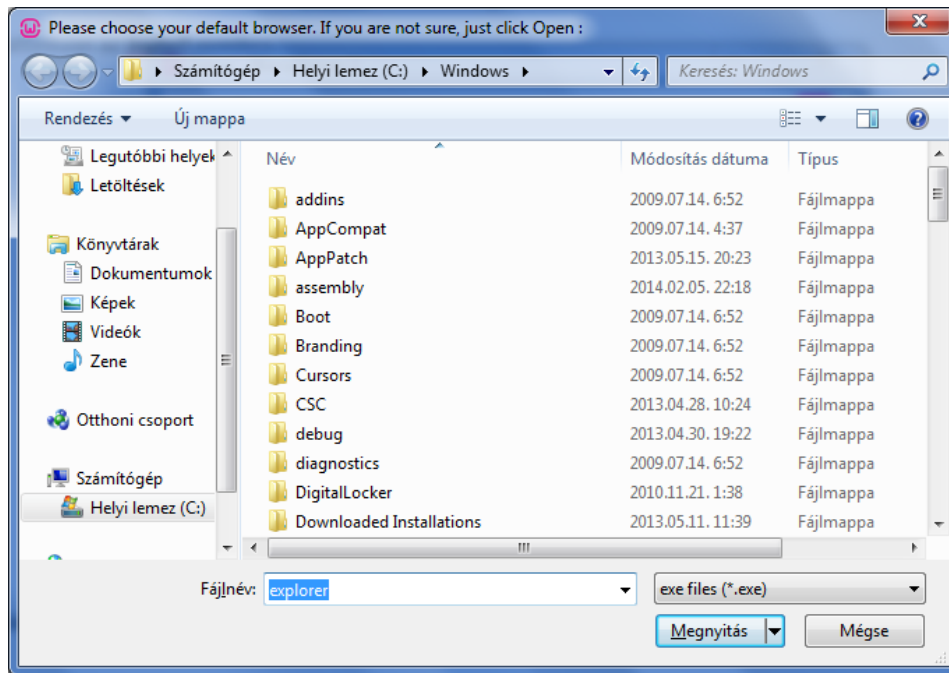 Please choose your default browser. If you are not sure, just click Open :
Számítógép Helyi lemez (C:) Windows Keresés: Windows
Rendezés Új mappa
Legutóbbi helyek
Letöltések
Könyvtárak
Dokumentumok
Képek
Videók
Zene
Otthoni csoport
Számítógép
Helyi lemez (C:)
Név Módosítás dátuma Típus
addins 2009.07.14. 6:52 Fájlmappa
AppCompat 2009.07.14. 4:37 Fájlmappa
AppPatch 2013.05.15. 20:23 Fájlmappa
assembly 2014.02.05. 22:18 Fájlmappa
Boot 2009.07.14. 6:52 Fájlmappa
Branding 2009.07.14. 6:52 Fájlmappa
Cursors 2009.07.14. 6:52 Fájlmappa
CSC 2013.04.28. 10:24 Fájlmappa
debug 2013.04.30. 19:22 Fájlmappa
diagnostics 2009.07.14. 6:52 Fájlmappa
DigitalLocker 2010.11.21. 1:38 Fájlmappa
Downloaded Installations 2013.05.11. 11:39 Fájlmappa
Fájlnév: explorer exe files (*.exe)
Megnyitás Mégse